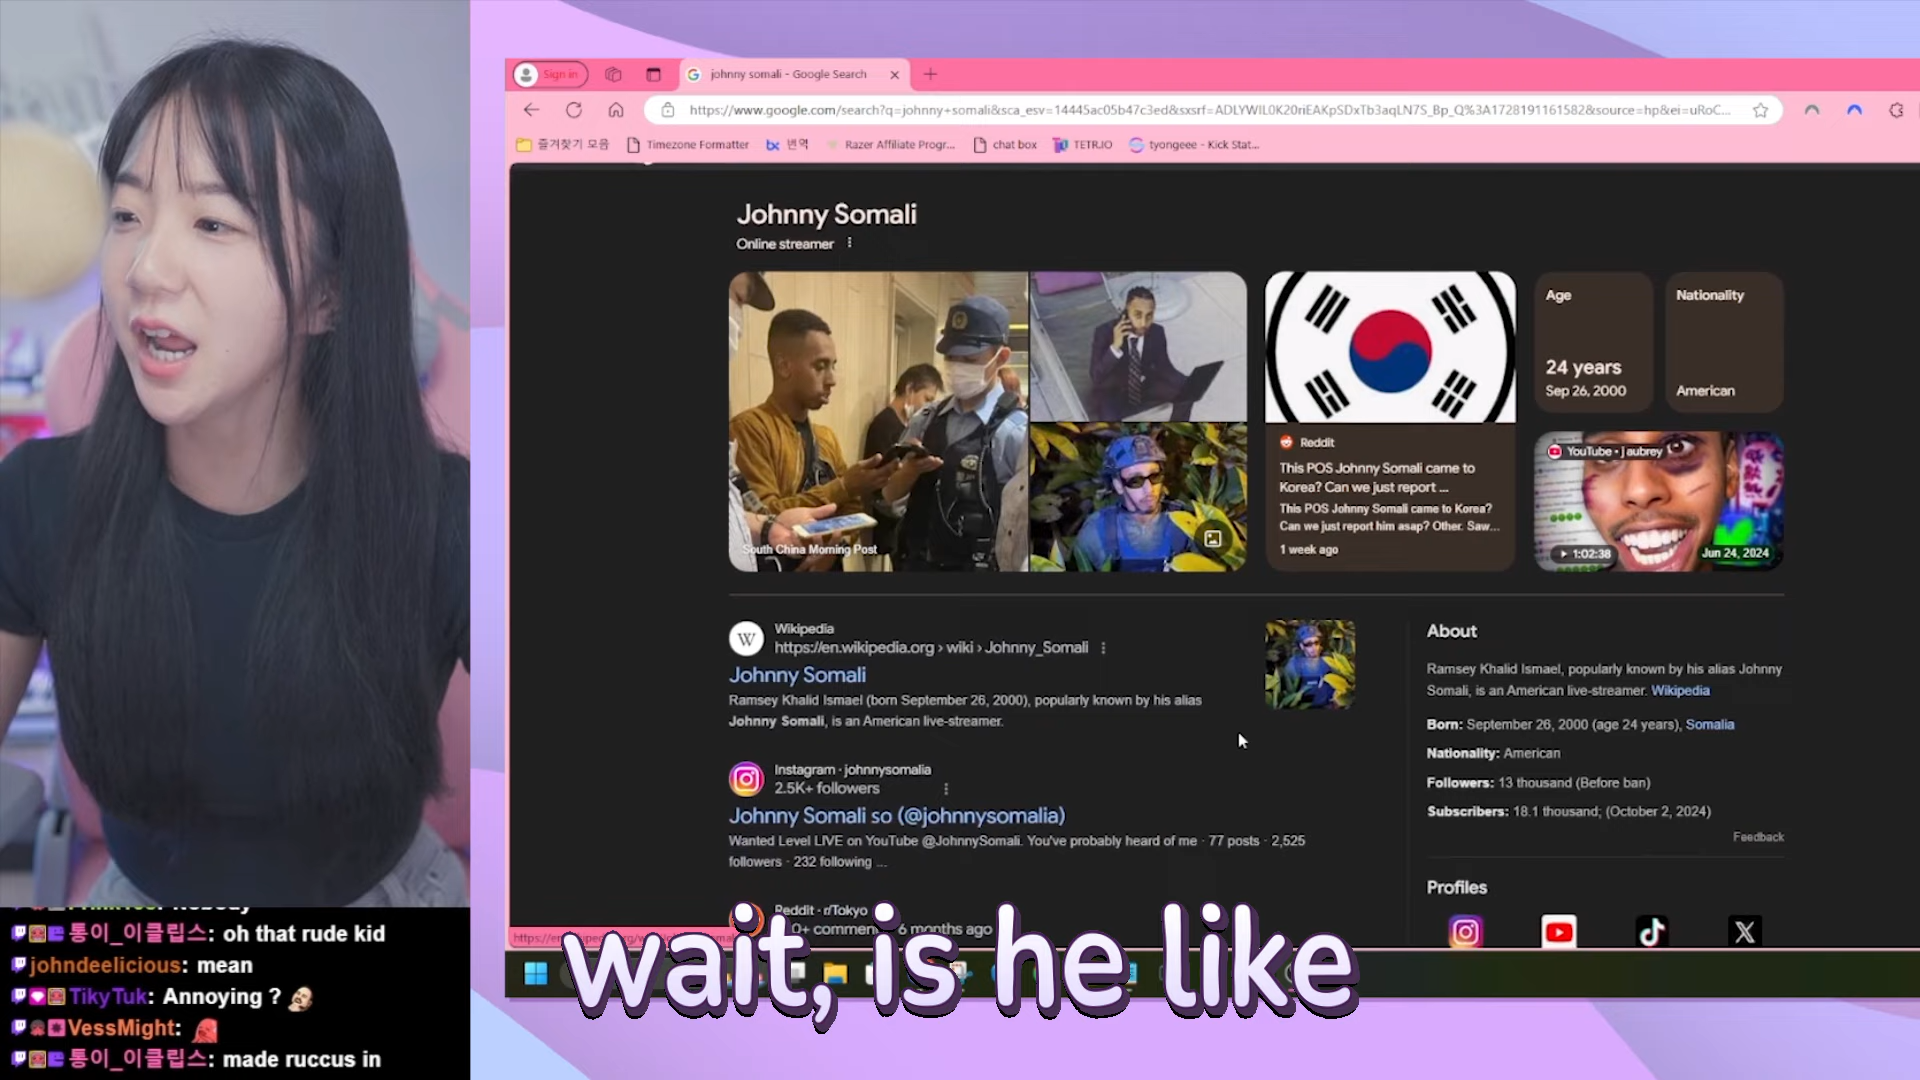 Sign in
johnny somali - Google Search
https://www.google.com/search?q=johnny+somali&sca_esv=14445ac05b47c3ed&sxsrf=ADLYWIL0K20riEAKpSDxTb3aqLN7S_Bp_Q%3A1728191161582&source=hp&ei=uRoC...
즐겨찾기 모음
Timezone Formatter
번역
Razer Affiliate Progr...
chat box
TETR.IO
tyongeee - Kick Stat...
Johnny Somali
Online streamer
South China Morning Post
Reddit
This POS Johnny Somali came to
Korea? Can we just report ...
This POS Johnny Somali came to Korea?
Can we just report him asap? Other. Saw...
1 week ago
Age
24 years
Sep 26, 2000
Nationality
American
YouTube • j aubrey
1:02:38
Jun 24, 2024
Wikipedia
https://en.wikipedia.org › wiki › Johnny_Somali
Johnny Somali
Ramsey Khalid Ismael (born September 26, 2000), popularly known by his alias
Johnny Somali, is an American live-streamer.
Instagram · johnnysomalia
2.5K+ followers
Johnny Somali so (@johnnysomalia)
Wanted Level LIVE on YouTube @JohnnySomali. You've probably heard of me · 77 posts · 2,525
followers · 232 following ...
Reddit · r/Tokyo
0+ commen
6 months ago
About
Ramsey Khalid Ismael, popularly known by his alias Johnny
Somali, is an American live-streamer. Wikipedia
Born: September 26, 2000 (age 24 years), Somalia
Nationality: American
Followers: 13 thousand (Before ban)
Subscribers: 18.1 thousand; (October 2, 2024)
Feedback
Profiles
wait, is he like
통이_이클립스: oh that rude kid
johndeelicious: mean
TikyTuk: Annoying ?
VessMight:
통이_이클립스: made ruccus in